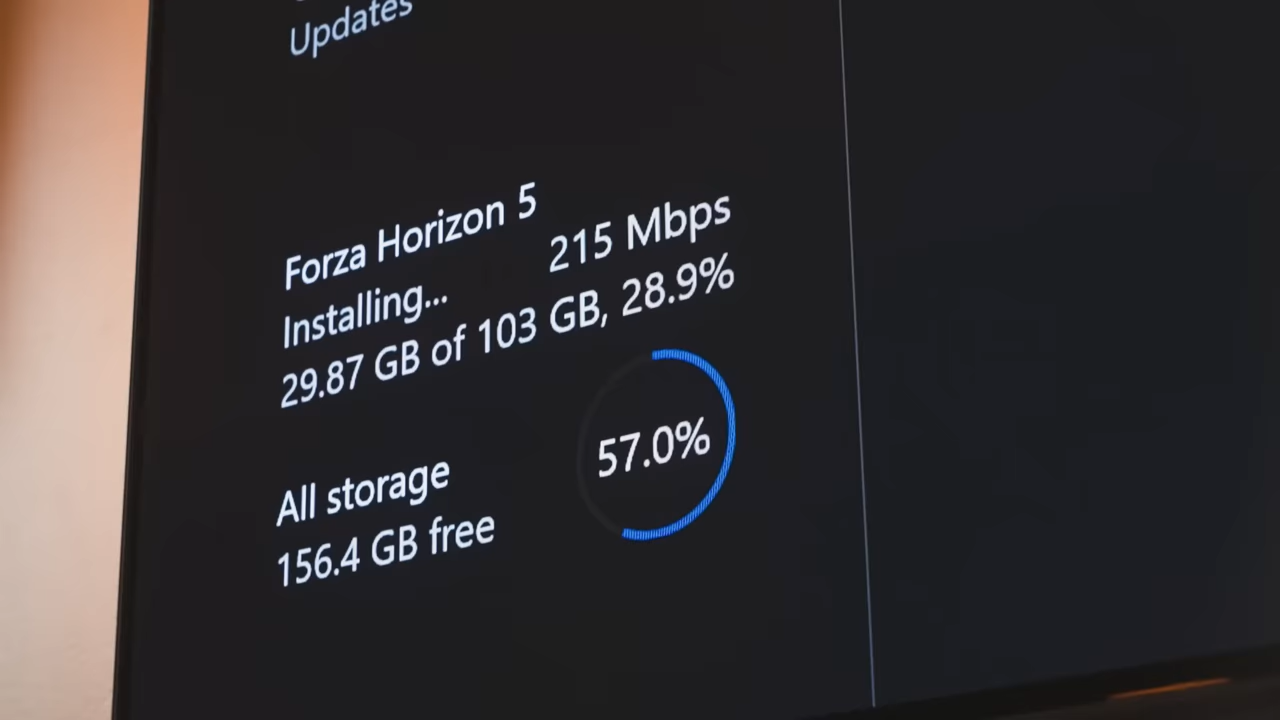 Updates
Forza Horizon 5
Installing... 215 Mbps
29.87 GB of 103 GB, 28.9%
57.0%
All storage
156.4 GB free